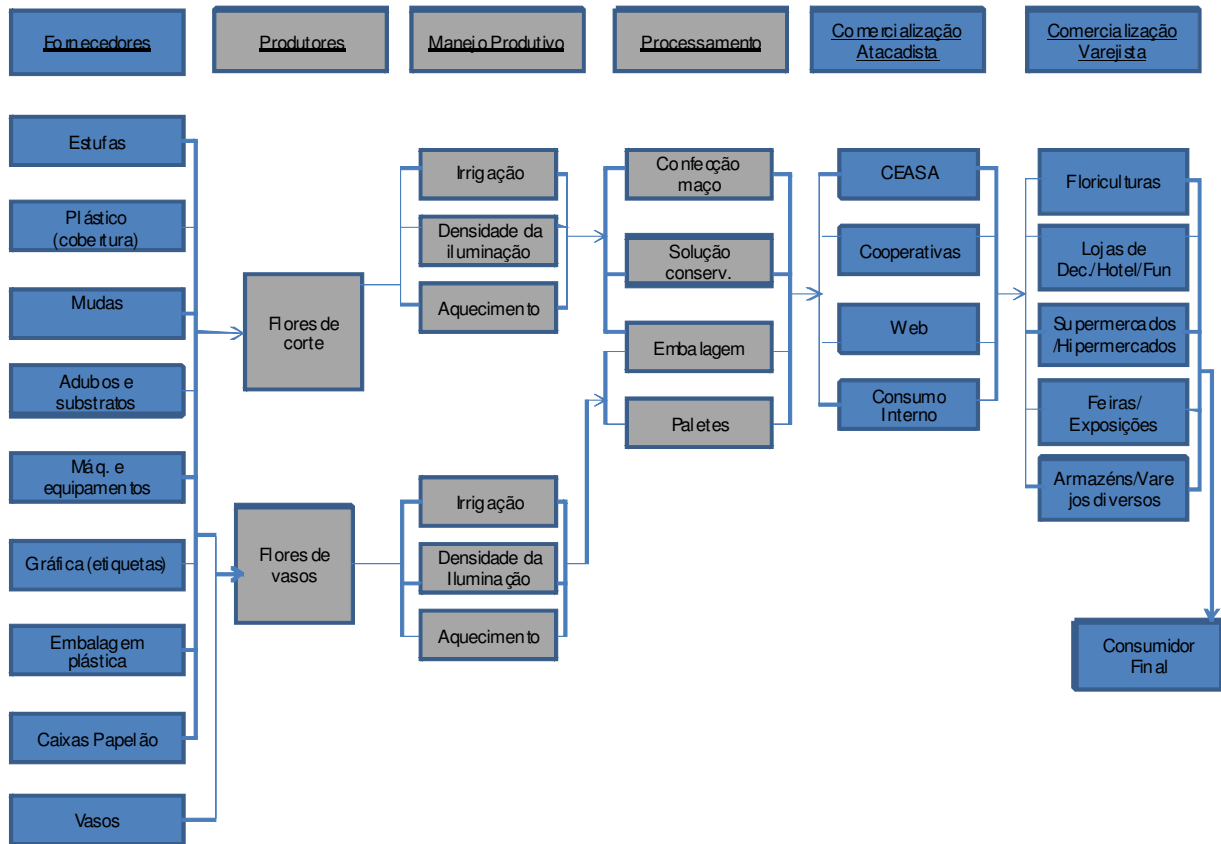 Fornecedores
Produtores
Manejo Produtivo
Processamento
Comercialização
Atacadista
Comercialização
Varejista
Estufas
Plástico
(cobertura)
Mudas
Adubos e
substratos
Máq. e
equipamentos
Gráfica (etiquetas)
Embalagem
plástica
Caixas Papelão
Vasos
Flores de
corte
Flores de
vasos
Irrigação
Densidade da
iluminação
Aquecimento
Irrigação
Densidade da
Iluminação
Aquecimento
Confecção
maço
Solução
conserv.
Embalagem
Paletes
CEASA
Cooperativas
Web
Consumo
Interno
Floriculturas
Lojas de
Dec./Hotel/Fun
Supermercados
/Hipermercados
Feiras/
Exposições
Armazéns/Vare
jos diversos
Consumidor
Final